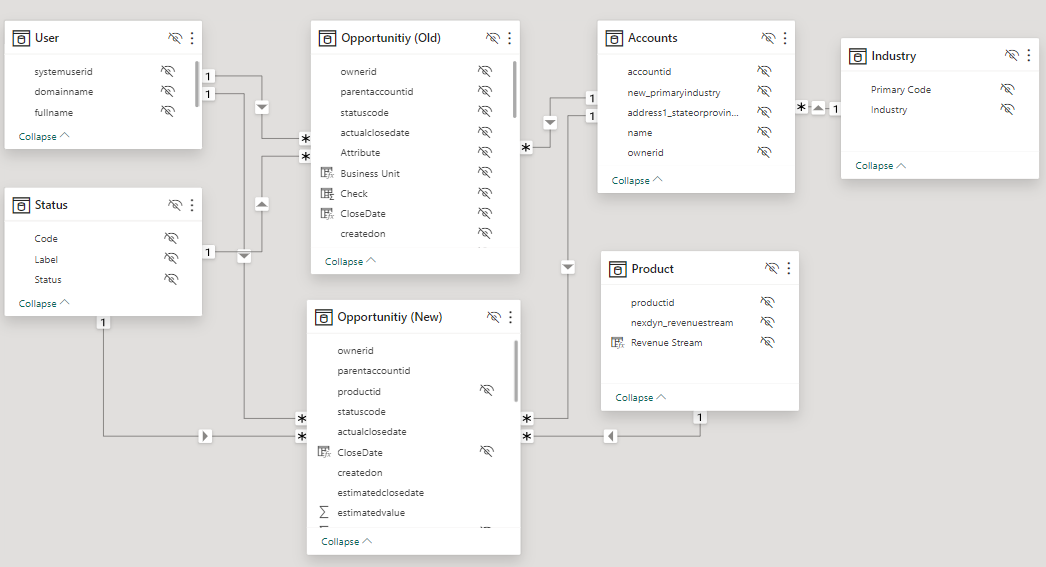 User
systemuserid
domainname
fullname
Collapse
Status
Code
Label
Status
Collapse
Opportunitiy (Old)
ownerid
parentaccountid
statuscode
actualclosedate
Attribute
Business Unit
Check
CloseDate
createdon
Collapse
Opportunitiy (New)
ownerid
parentaccountid
productid
statuscode
actualclosedate
CloseDate
createdon
estimatedclosedate
estimatedvalue
Collapse
Accounts
accountid
new_primaryindustry
address1_stateorprovin...
name
ownerid
Collapse
Product
productid
nexdyn_revenuestream
Revenue Stream
Collapse
Industry
Primary Code
Industry
Collapse
1
1
*
*
1
1
*
*
*
1
1
*
1
*
*
1